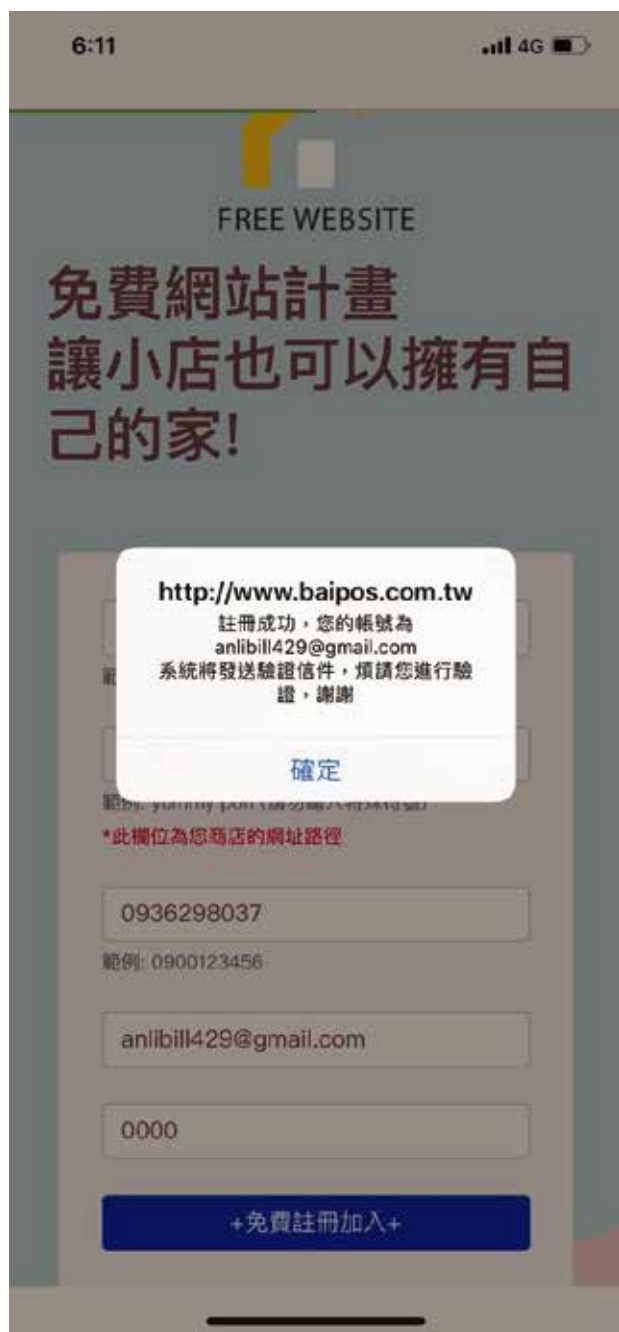 6:11
4G
FREE WEBSITE
免費網站計畫
讓小店也可以擁有自
己的家!
http://www.baipos.com.tw
註冊成功，您的帳號為
anlibill429@gmail.com
系統將發送驗證信件，煩請您進行驗
證，謝謝
確定
*此欄位為您商店的網址路徑
0936298037
範例: 0900123456
anlibill429@gmail.com
0000
+免費註冊加入+